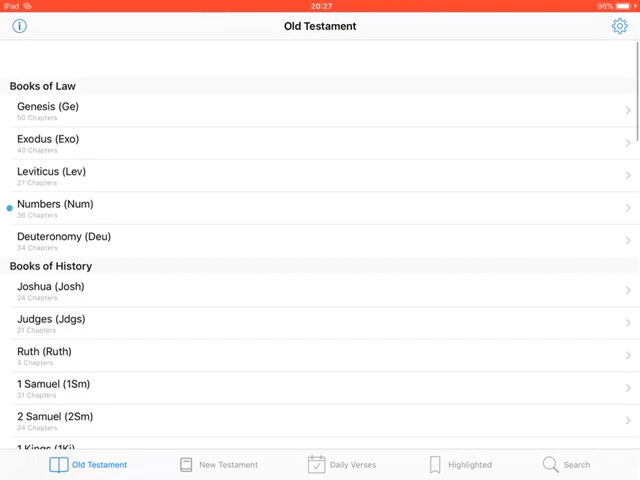 iPad
20:27
96%
Old Testament
Books of Law
Genesis (Ge)
50 Chapters
Exodus (Exo)
40 Chapters
Leviticus (Lev)
27 Chapters
Numbers (Num)
36 Chapters
Deuteronomy (Deu)
34 Chapters
Books of History
Joshua (Josh)
24 Chapters
Judges (Jdgs)
21 Chapters
Ruth (Ruth)
4 Chapters
1 Samuel (1Sm)
31 Chapters
2 Samuel (2Sm)
24 Chapters
1 Kings (1Ki)
Old Testament
New Testament
Daily Verses
Highlighted
Search